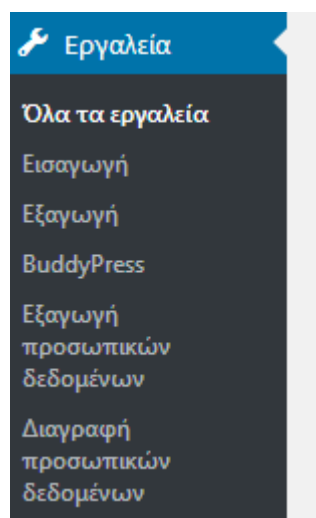 Εργαλεία
Όλα τα εργαλεία
Εισαγωγή
Εξαγωγή
BuddyPress
Εξαγωγή
προσωπικών
δεδομένων
Διαγραφή
προσωπικών
δεδομένων